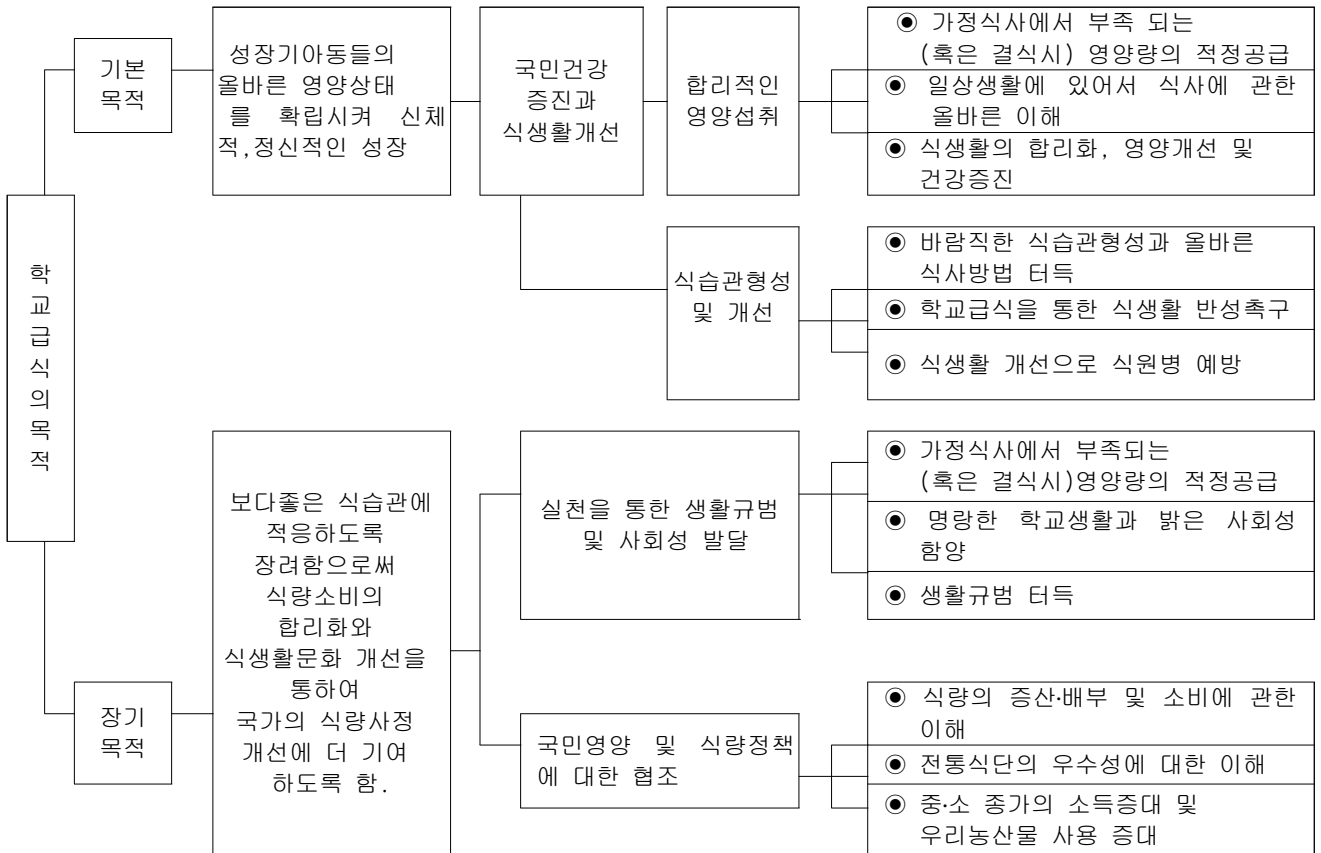 학
교
급
식
의
목
적
기본
목적
성장기아동들의
올바른 영양상태
를 확립시켜 신체
적,정신적인 성장
국민건강
증진과
식생활개선
합리적인
영양섭취
◉ 가정식사에서 부족 되는
(혹은 결식시) 영양량의 적정공급
◉ 일상생활에 있어서 식사에 관한
올바른 이해
◉ 식생활의 합리화, 영양개선 및
건강증진
식습관형성
및 개선
◉ 바람직한 식습관형성과 올바른
식사방법 터득
◉ 학교급식을 통한 식생활 반성촉구
◉ 식생활 개선으로 식원병 예방
장기
목적
보다좋은 식습관에
적응하도록
장려함으로써
식량소비의
합리화와
식생활문화 개선을
통하여
국가의 식량사정
개선에 더 기여
하도록 함.
실천을 통한 생활규범
및 사회성 발달
◉ 가정식사에서 부족되는
(혹은 결식시)영양량의 적정공급
◉ 명랑한 학교생활과 밝은 사회성
함양
◉ 생활규범 터득
국민영양 및 식량정책
에 대한 협조
◉ 식량의 증산·배부 및 소비에 관한
이해
◉ 전통식단의 우수성에 대한 이해
◉ 중·소 종가의 소득증대 및
우리농산물 사용 증대